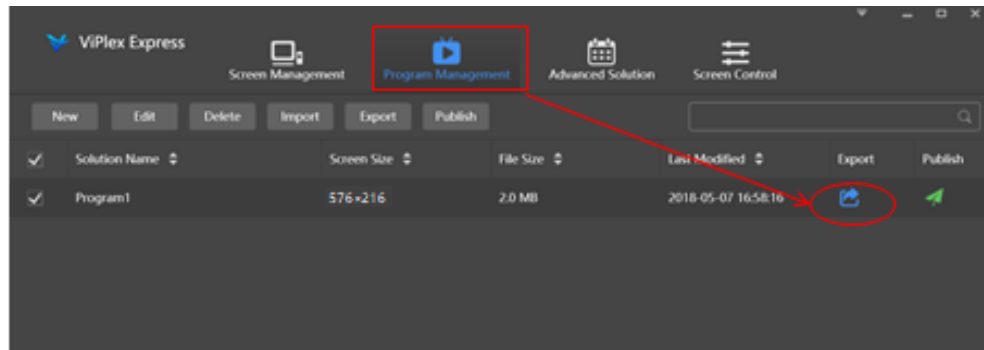 ViPlex Express
Screen Management Program Management Advanced Solution Screen Control
New Edit Delete Import Export Publish
Solution Name Screen Size File Size Last Modified Export Publish
Program1 576×216 2.0 MB 2018-05-07 16:58:16